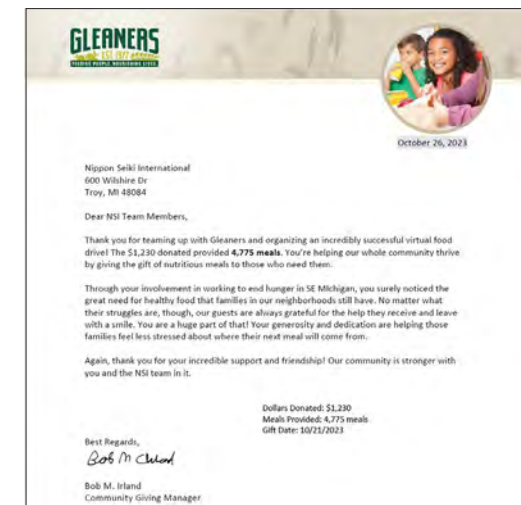 GLEANERS
EST. 1977
FEEDING PEOPLE, NOURISHING LIVES
October 26, 2023
Nippon Seiki International
600 Wilshire Dr
Troy, MI 48084
Dear NSI Team Members,
Thank you for teaming up with Gleaners and organizing an incredibly successful virtual food
drive! The $1,230 donated provided 4,775 meals. You're helping our whole community thrive
by giving the gift of nutritious meals to those who need them.
Through your involvement in working to end hunger in SE MIchigan, you surely noticed the
great need for healthy food that families in our neighborhoods still have. No matter what
their struggles are, though, our guests are always grateful for the help they receive and leave
with a smile. You are a huge part of that! Your generosity and dedication are helping those
families feel less stressed about where their next meal will come from.
Again, thank you for your incredible support and friendship! Our community is stronger with
you and the NSI team in it.
Dollars Donated: $1,230
Meals Provided: 4,775 meals
Gift Date: 10/21/2023
Best Regards,
Bob M. Irland
Community Giving Manager